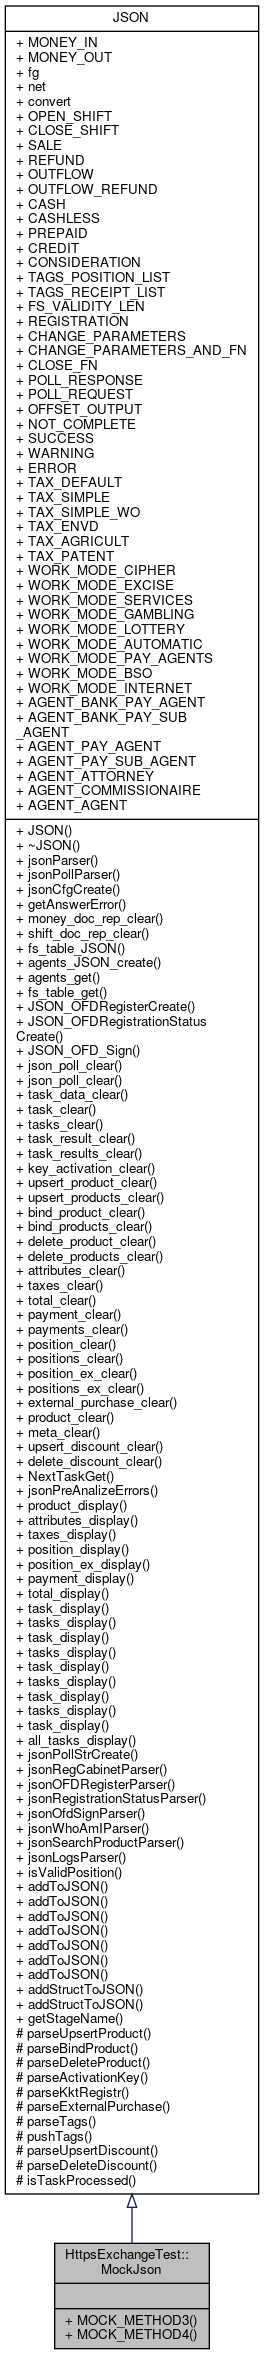 JSON
+ MONEY_IN
+ MONEY_OUT
+ fg
+ net
+ convert
+ OPEN_SHIFT
+ CLOSE_SHIFT
+ SALE
+ REFUND
+ OUTFLOW
+ OUTFLOW_REFUND
+ CASH
+ CASHLESS
+ PREPAID
+ CREDIT
+ CONSIDERATION
+ TAGS_POSITION_LIST
+ TAGS_RECEIPT_LIST
+ FS_VALIDITY_LEN
+ REGISTRATION
+ CHANGE_PARAMETERS
+ CHANGE_PARAMETERS_AND_FN
+ CLOSE_FN
+ POLL_RESPONSE
+ POLL_REQUEST
+ OFFSET_OUTPUT
+ NOT_COMPLETE
+ SUCCESS
+ WARNING
+ ERROR
+ TAX_DEFAULT
+ TAX_SIMPLE
+ TAX_SIMPLE_WO
+ TAX_ENVD
+ TAX_AGRICULT
+ TAX_PATENT
+ WORK_MODE_CIPHER
+ WORK_MODE_EXCISE
+ WORK_MODE_SERVICES
+ WORK_MODE_GAMBLING
+ WORK_MODE_LOTTERY
+ WORK_MODE_AUTOMATIC
+ WORK_MODE_PAY_AGENTS
+ WORK_MODE_BSO
+ WORK_MODE_INTERNET
+ AGENT_BANK_PAY_AGENT
+ AGENT_BANK_PAY_SUB
_AGENT
+ AGENT_PAY_AGENT
+ AGENT_PAY_SUB_AGENT
+ AGENT_ATTORNEY
+ AGENT_COMMISSIONAIRE
+ AGENT_AGENT
+ JSON()
+ ~JSON()
+ jsonParser()
+ jsonPollParser()
+ jsonCfgCreate()
+ getAnswerError()
+ money_doc_rep_clear()
+ shift_doc_rep_clear()
+ fs_table_JSON()
+ agents_JSON_create()
+ agents_get()
+ fs_table_get()
+ JSON_OFDRegisterCreate()
+ JSON_OFDRegistrationStatus
Create()
+ JSON_OFD_Sign()
+ json_poll_clear()
+ json_poll_clear()
+ task_data_clear()
+ task_clear()
+ tasks_clear()
+ task_result_clear()
+ task_results_clear()
+ key_activation_clear()
+ upsert_product_clear()
+ upsert_products_clear()
+ bind_product_clear()
+ bind_products_clear()
+ delete_product_clear()
+ delete_products_clear()
+ attributes_clear()
+ taxes_clear()
+ total_clear()
+ payment_clear()
+ payments_clear()
+ position_clear()
+ positions_clear()
+ position_ex_clear()
+ positions_ex_clear()
+ external_purchase_clear()
+ product_clear()
+ meta_clear()
+ upsert_discount_clear()
+ delete_discount_clear()
+ NextTaskGet()
+ jsonPreAnalizeErrors()
+ product_display()
+ attributes_display()
+ taxes_display()
+ position_display()
+ position_ex_display()
+ payment_display()
+ total_display()
+ task_display()
+ tasks_display()
+ task_display()
+ tasks_display()
+ task_display()
+ tasks_display()
+ task_display()
+ tasks_display()
+ task_display()
+ all_tasks_display()
+ jsonPollStrCreate()
+ jsonRegCabinetParser()
+ jsonOFDRegisterParser()
+ jsonRegistrationStatusParser()
+ jsonOfdSignParser()
+ jsonWhoAmIParser()
+ jsonSearchProductParser()
+ jsonLogsParser()
+ isValidPosition()
+ addToJSON()
+ addToJSON()
+ addToJSON()
+ addToJSON()
+ addToJSON()
+ addToJSON()
+ addToJSON()
+ addStructToJSON()
+ addStructToJSON()
+ getStageName()
# parseUpsertProduct()
# parseBindProduct()
# parseDeleteProduct()
# parseActivationKey()
# parseKktRegistr()
# parseExternalPurchase()
# parseTags()
# pushTags()
# parseUpsertDiscount()
# parseDeleteDiscount()
# isTaskProcessed()
HttpsExchangeTest::
MockJson
+ MOCK_METHOD3()
+ MOCK_METHOD4()